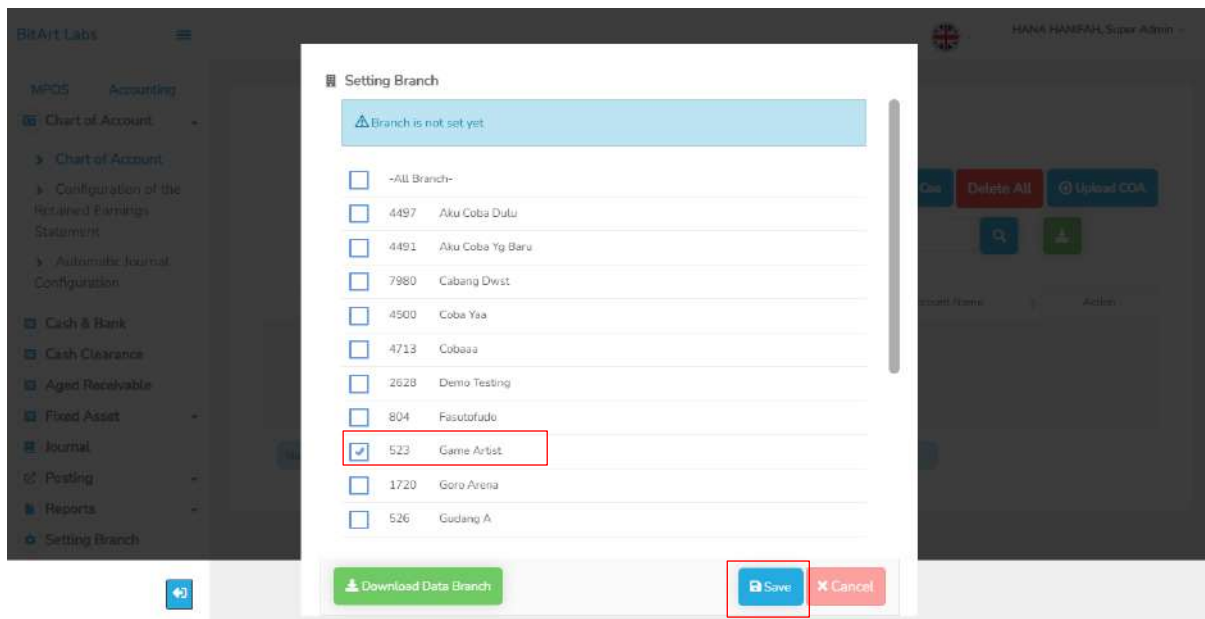 BitArt Labs
HANA HANIFAH, Super Admin
MPOS Accounting
Chart of Account
Chart of Account
Configuration of the
Retained Earnings
Statement
Automatic Journal
Configuration
Cash & Bank
Cash Clearance
Aged Receivable
Fixed Asset
Journal
Posting
Reports
Setting Branch
Setting Branch
Branch is not set yet
-All Branch-
4497 Aku Coba Dulu
4491 Aku Coba Yg Baru
7980 Cabang Dwst
4500 Coba Yaa
4713 Cobaaa
2628 Demo Testing
804 Fasutofudo
523 Game Artist
1720 Goro Arena
526 Gudang A
Download Data Branch
Save
Cancel
Delete All
Upload COA
Name
Action